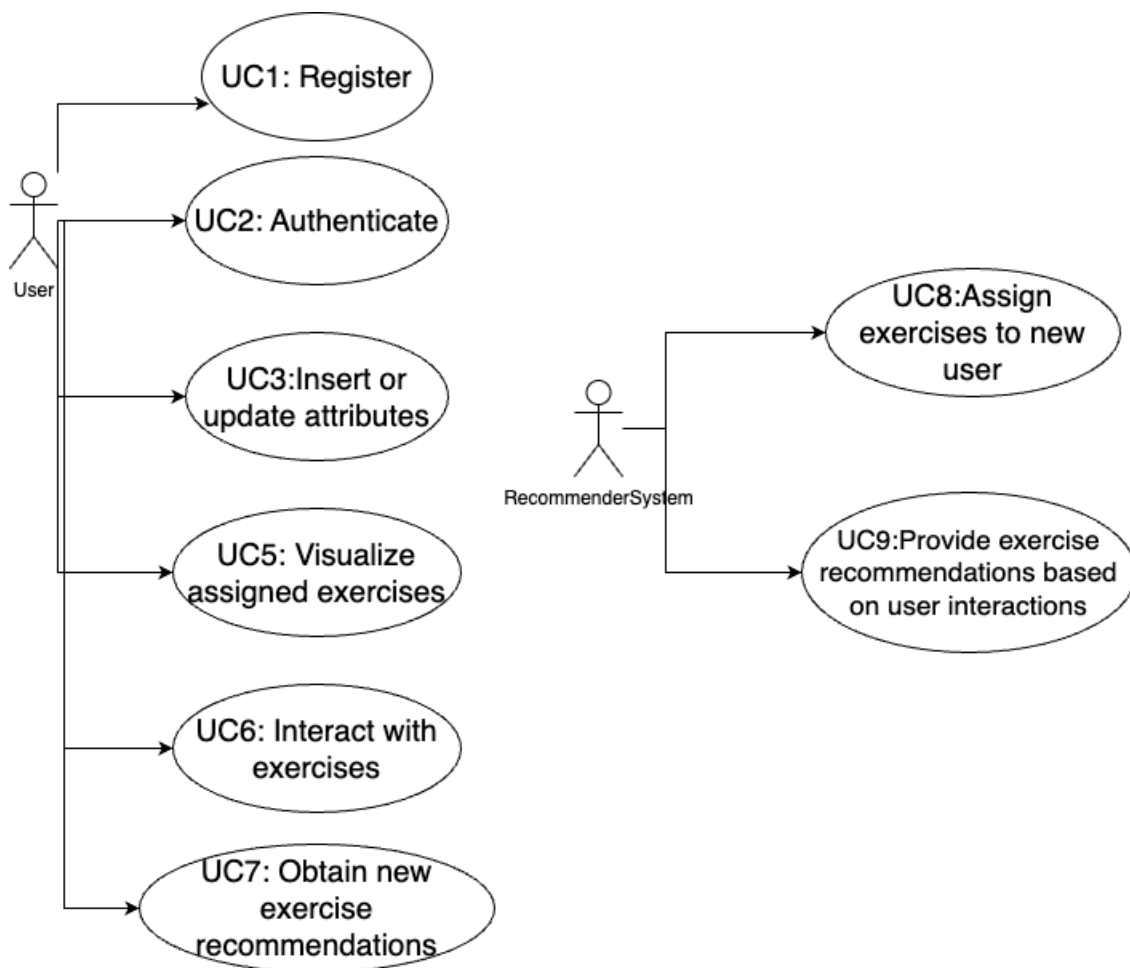 UC1: Register
UC2: Authenticate
User
UC3:Insert or
update attributes
UC5: Visualize
assigned exercises
UC6: Interact with
exercises
UC7: Obtain new
exercise
recommendations
UC8:Assign
exercises to new
user
RecommenderSystem
UC9:Provide exercise
recommendations based
on user interactions